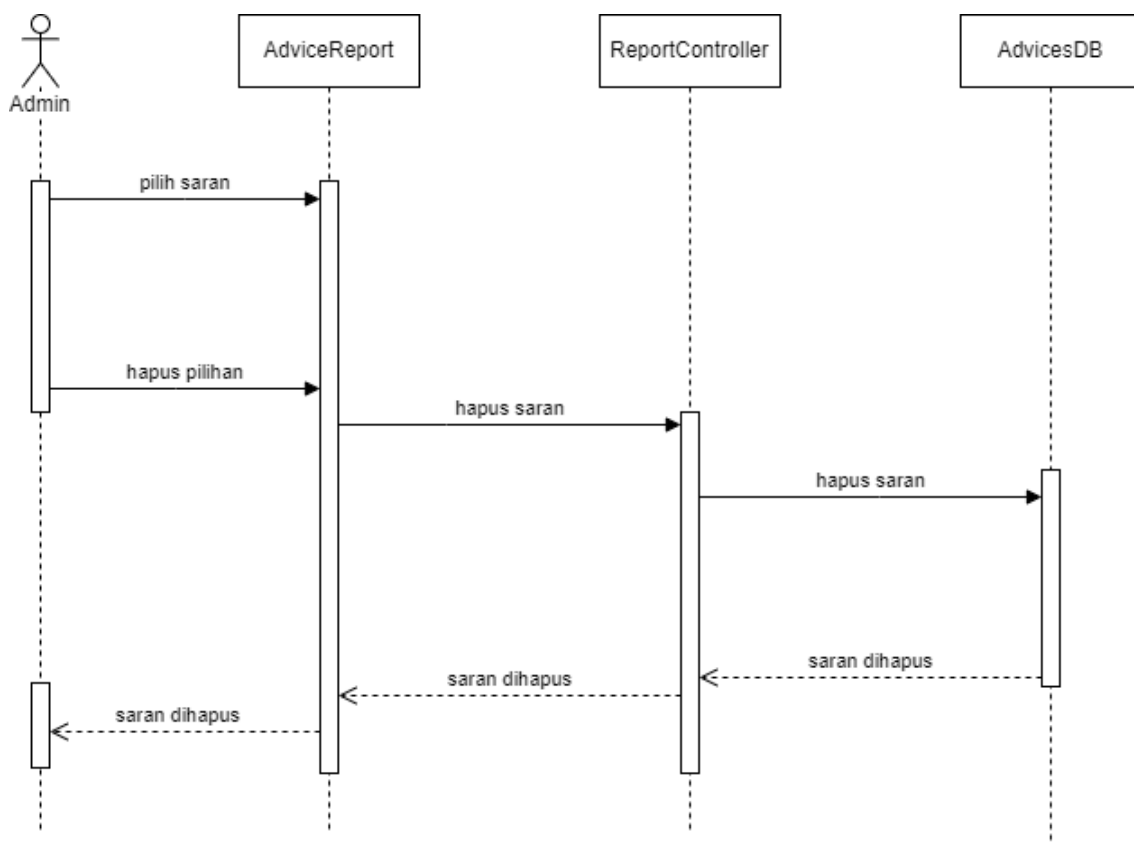 AdviceReport
ReportController
AdvicesDB
Admin
pilih saran
hapus pilihan
hapus saran
hapus saran
saran dihapus
saran dihapus
saran dihapus